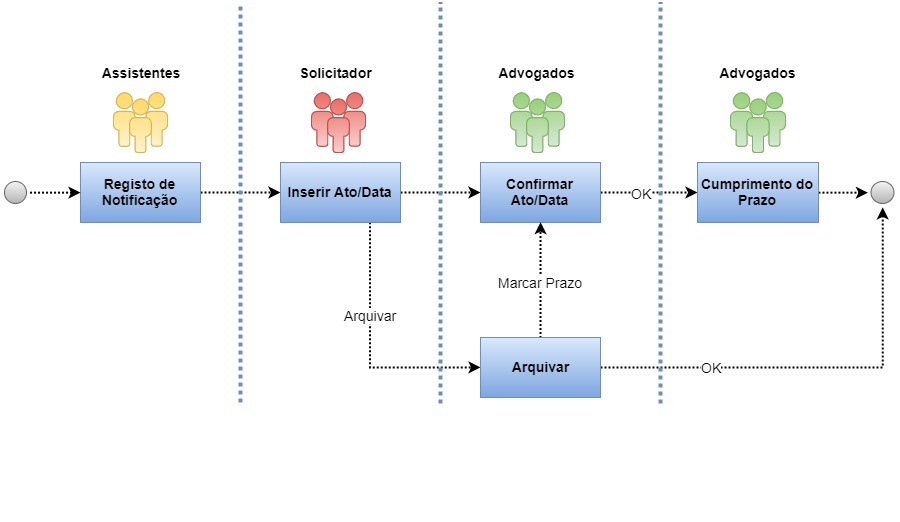 Assistentes
Solicitador
Advogados
Advogados
Registo de
Notificação
Inserir Ato/Data
Confirmar
Ato/Data
OK
Cumprimento do
Prazo
Marcar Prazo
Arquivar
Arquivar
OK